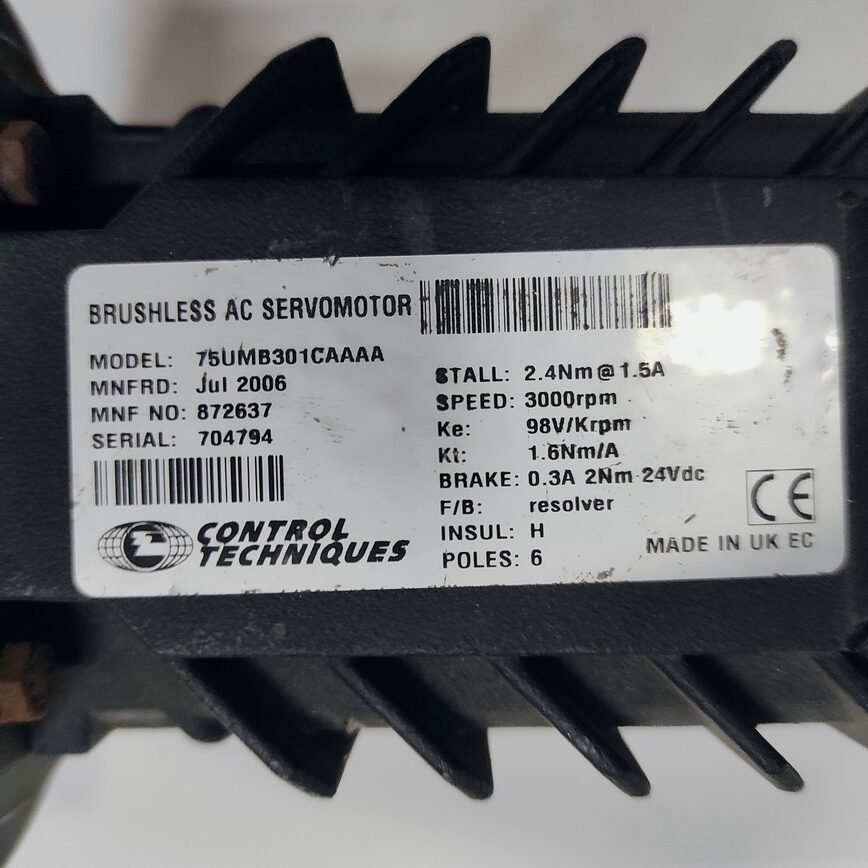 BRUSHLESS AC SERVOMOTOR
MODEL: 75UMB301CAAAA
MNFRD: Jul 2006
MNF NO: 872637
SERIAL: 704794
CONTROL
TECHNIQUES
STALL: 2.4Nm@1.5A
SPEED: 3000rpm
Ke: 98V/Krpm
Kt: 1.6Nm/A
BRAKE: 0.3A 2Nm 24Vdc
F/B: resolver
INSUL: H
POLES: 6
CE
MADE IN UK EC